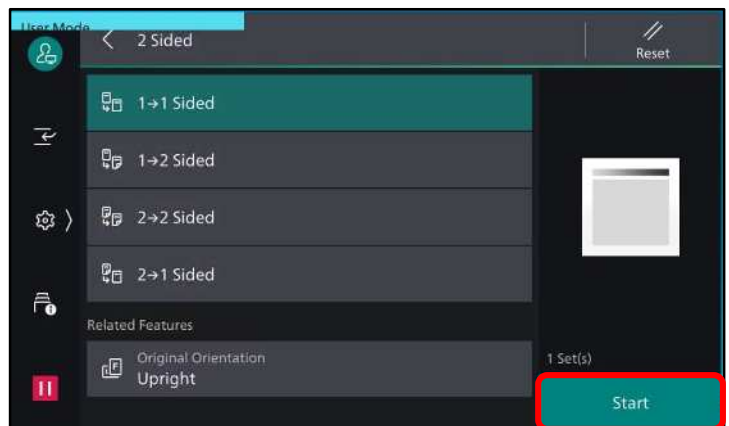 User Mode
2 Sided
Reset
1→1 Sided
1→2 Sided
2→2 Sided
2→1 Sided
Related Features
Original Orientation
Upright
1 Set(s)
Start